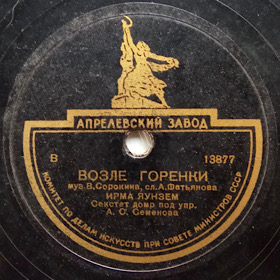 АПРЕЛЕВСКИЙ ЗАВОД
В 13877
ВОЗЛЕ ГОРЕНКИ
муз В.Сорокина, сл.А.Фатьянова
ИРМА ЯУНЗЕМ
Секстет домр под упр.
А. С. Семенова
КОМИТЕТ ПО ДЕЛАМ ИСКУССТВ ПРИ СОВЕТЕ МИНИСТРОВ СССР